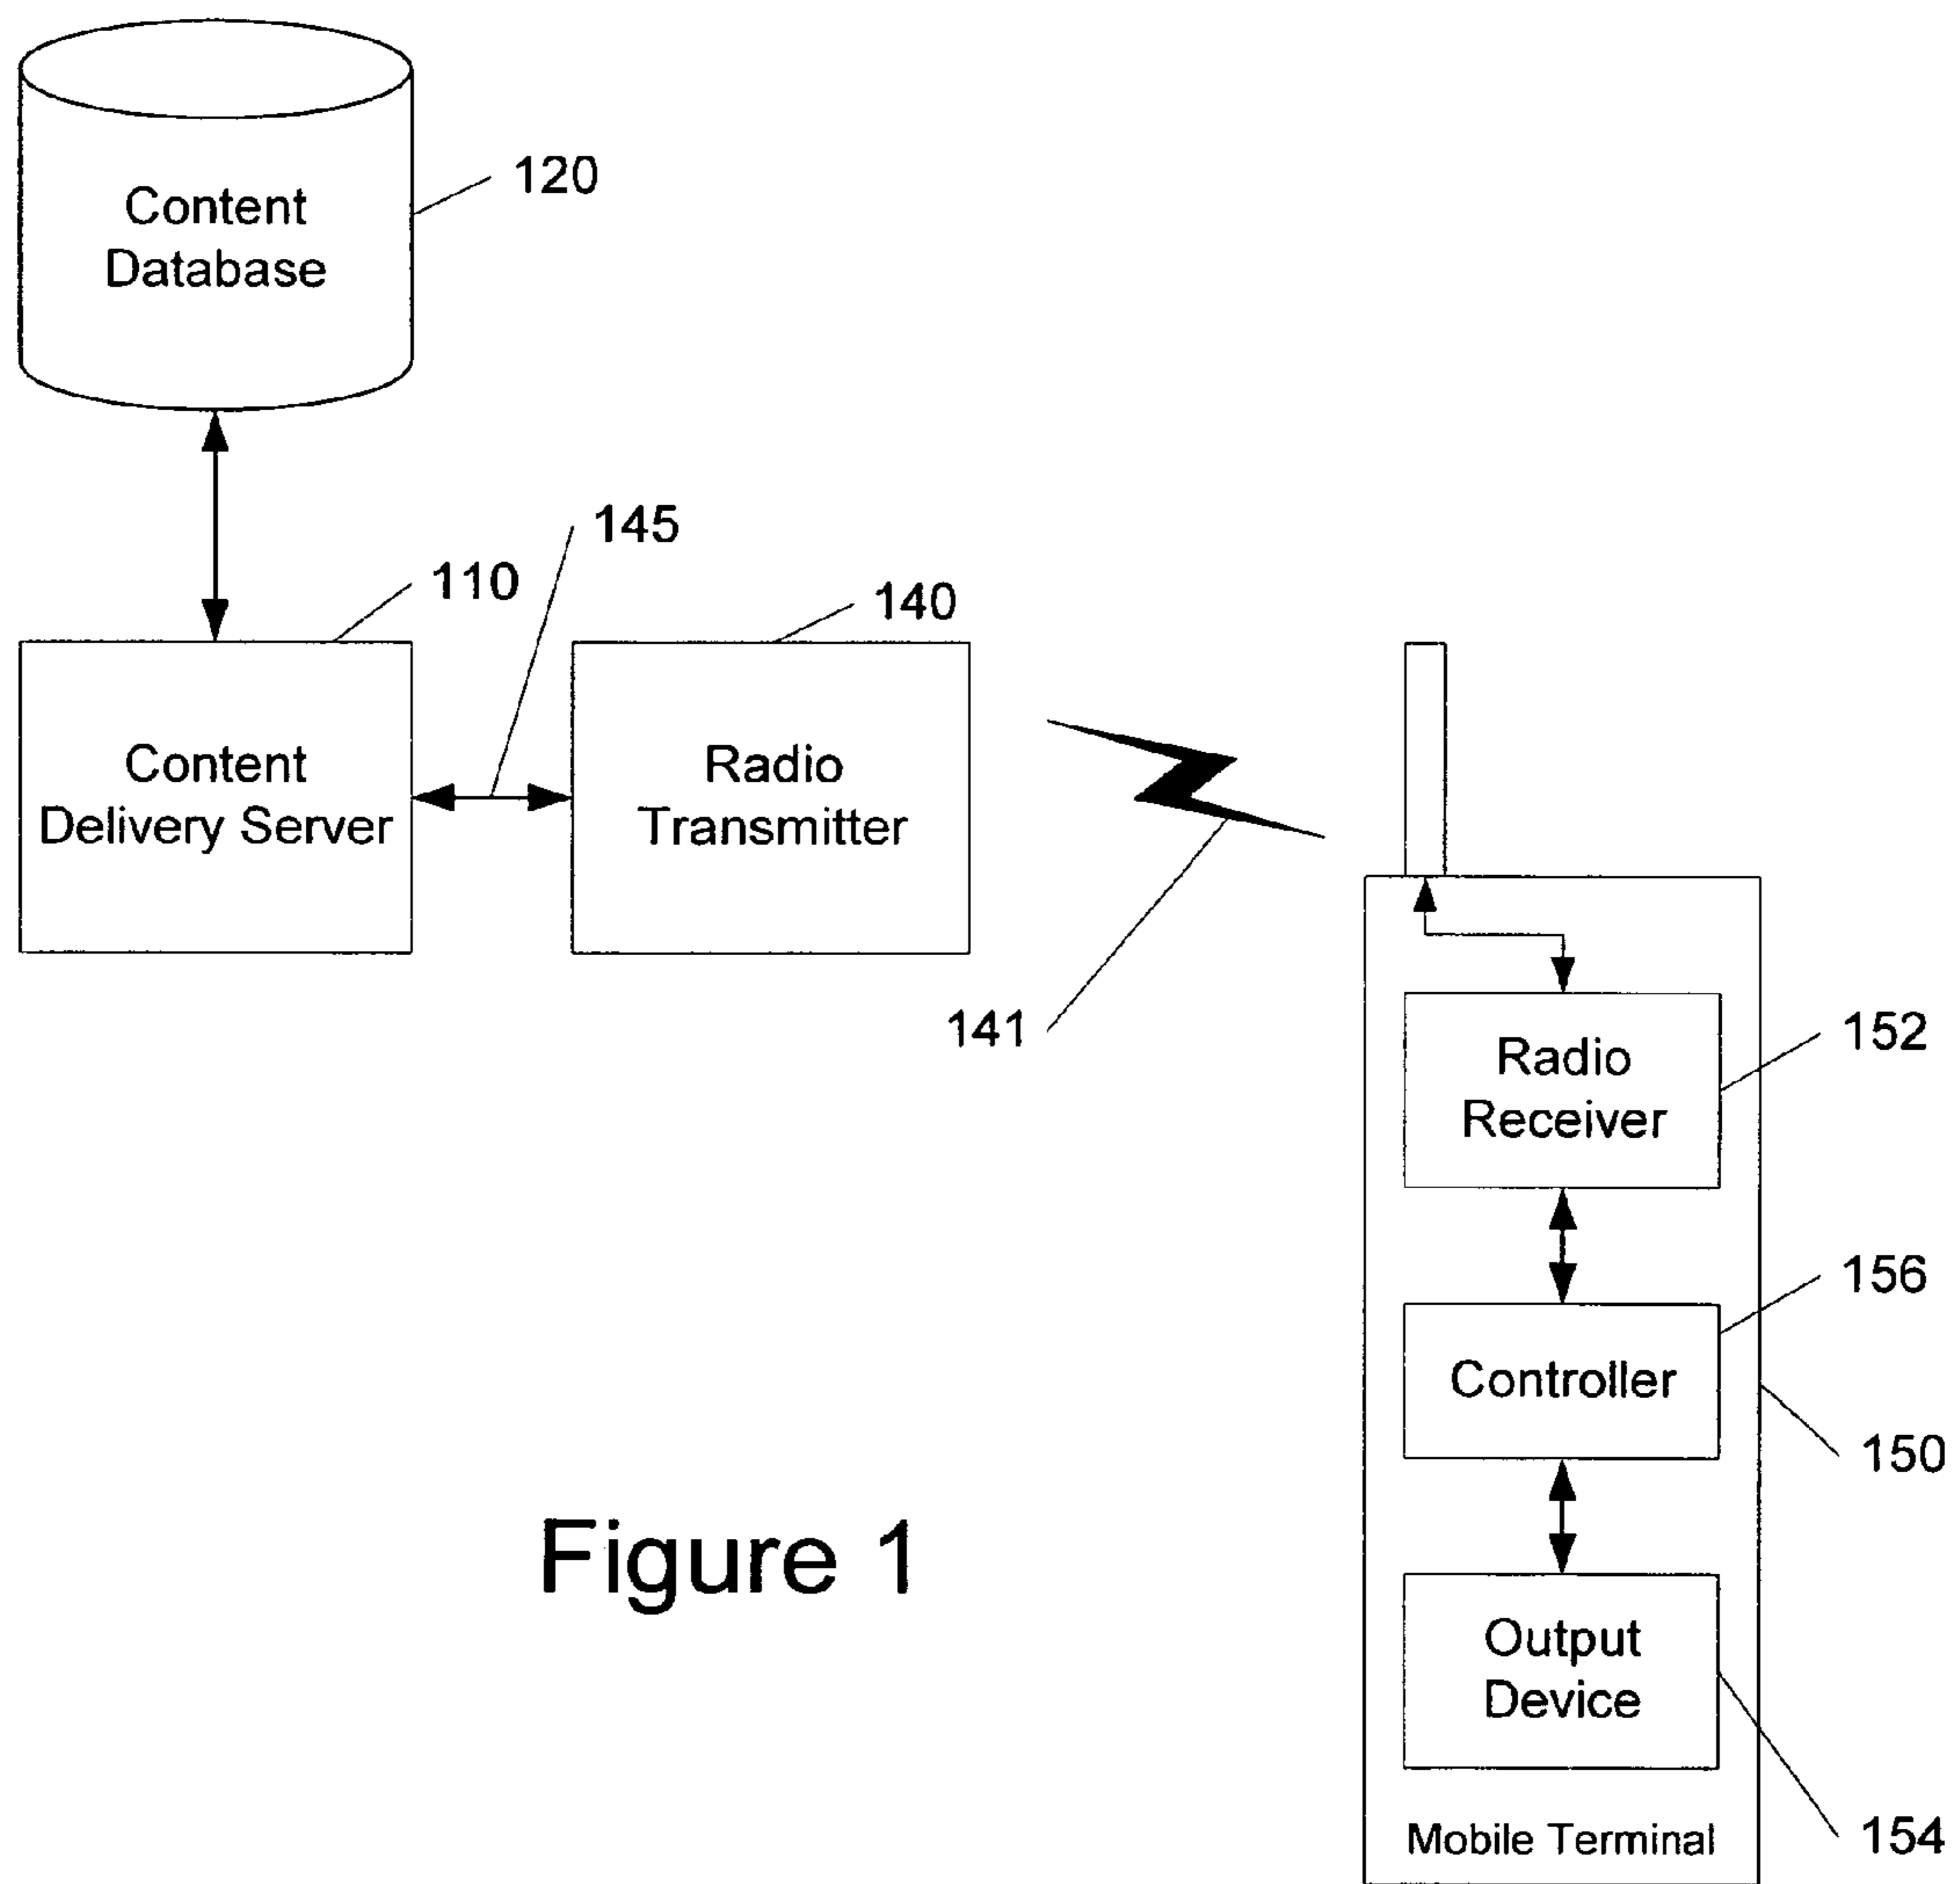 Content
Database
120
145
110
140
Content
Delivery Server
Radio
Transmitter
141
Radio
Receiver
152
156
Controller
150
Figure 1
Output
Device
Mobile Terminal
154